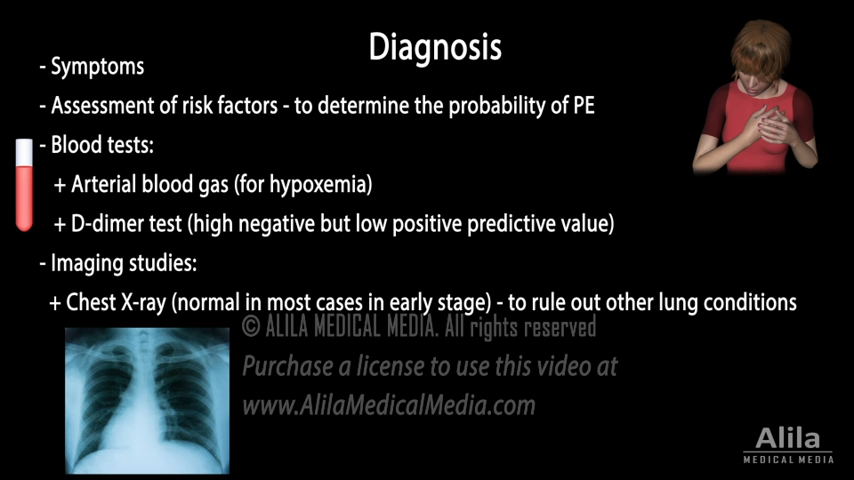 Diagnosis
- Symptoms
- Assessment of risk factors - to determine the probability of PE
- Blood tests:
+ Arterial blood gas (for hypoxemia)
+ D-dimer test (high negative but low positive predictive value)
- Imaging studies:
+ Chest X-ray (normal in most cases in early stage) - to rule out other lung conditions
© ALILA MEDICAL MEDIA. All rights reserved
Purchase a license to use this video at
www.AlilaMedicalMedia.com
Alila
MEDICAL MEDIA